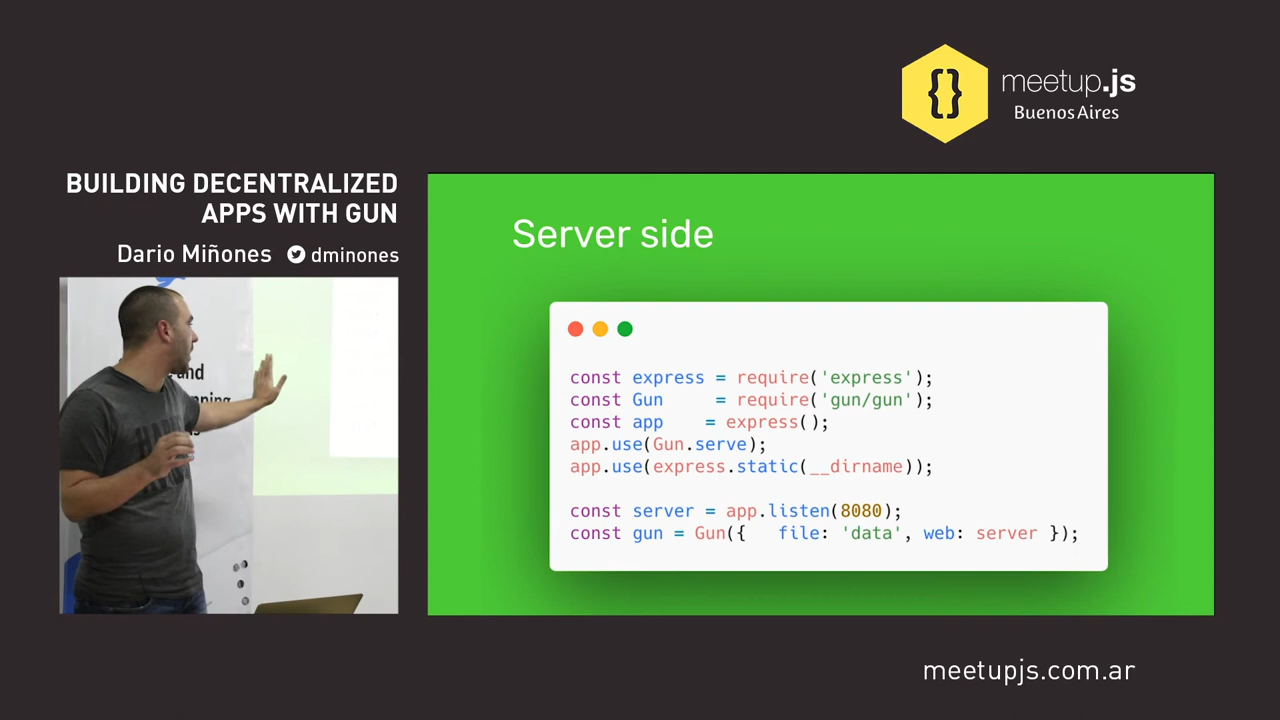 {} meetup.js
Buenos Aires
BUILDING DECENTRALIZED
APPS WITH GUN
Dario Miñones dminones
Server side
const express = require('express');
const Gun     = require('gun/gun');
const app    = express();
app.use(Gun.serve);
app.use(express.static(__dirname));
const server = app.listen(8080);
const gun = Gun({   file: 'data', web: server });
and
meetupjs.com.ar